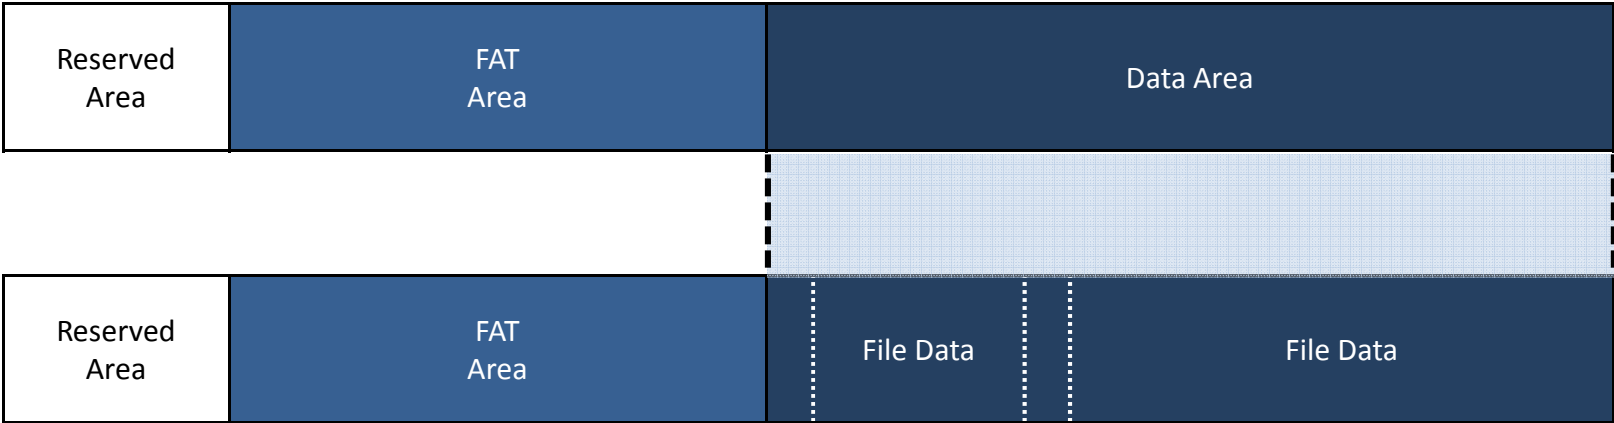 Reserved
Area
FAT
Area
Data Area
Reserved
Area
FAT
Area
File Data
File Data